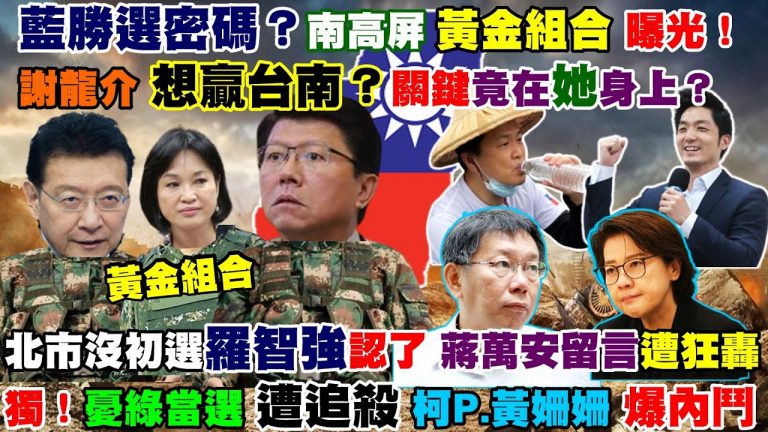 藍勝選密碼？南高屏 黃金組合 曝光！
謝龍介 想贏台南？關鍵竟在她身上？
黃金組合
北市沒初選羅智強認了 蔣萬安留言遭狂轟
獨！憂綠當選 遭追殺 柯P.黃姍姍 爆內鬥